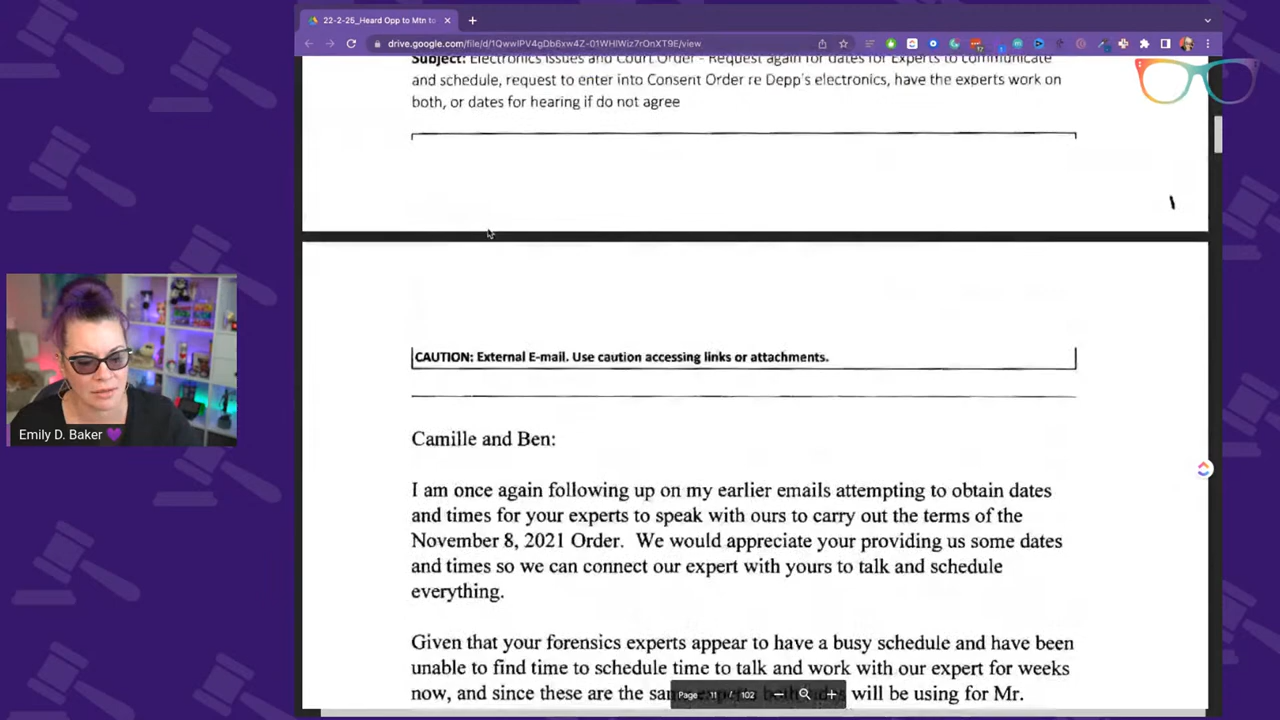 22-2-25_Heard Opp to Mtn to
drive.google.com/file/d/1QwwIPV4gDb6xw4Z-01WHlWiz7rOnXT9E/view
Subject: Electronics Issues and Court Order - Request again for dates for Experts to communicate
and schedule, request to enter into Consent Order re Depp's electronics, have the experts work on
both, or dates for hearing if do not agree
CAUTION: External E-mail. Use caution accessing links or attachments.
Camille and Ben:
I am once again following up on my earlier emails attempting to obtain dates
and times for your experts to speak with ours to carry out the terms of the
November 8, 2021 Order. We would appreciate your providing us some dates
and times so we can connect our expert with yours to talk and schedule
everything.
Given that your forensics experts appear to have a busy schedule and have been
unable to find time to schedule time to talk and work with our expert for weeks
now, and since these are the will be using for Mr.
Page 11 / 102
Emily D. Baker 💜